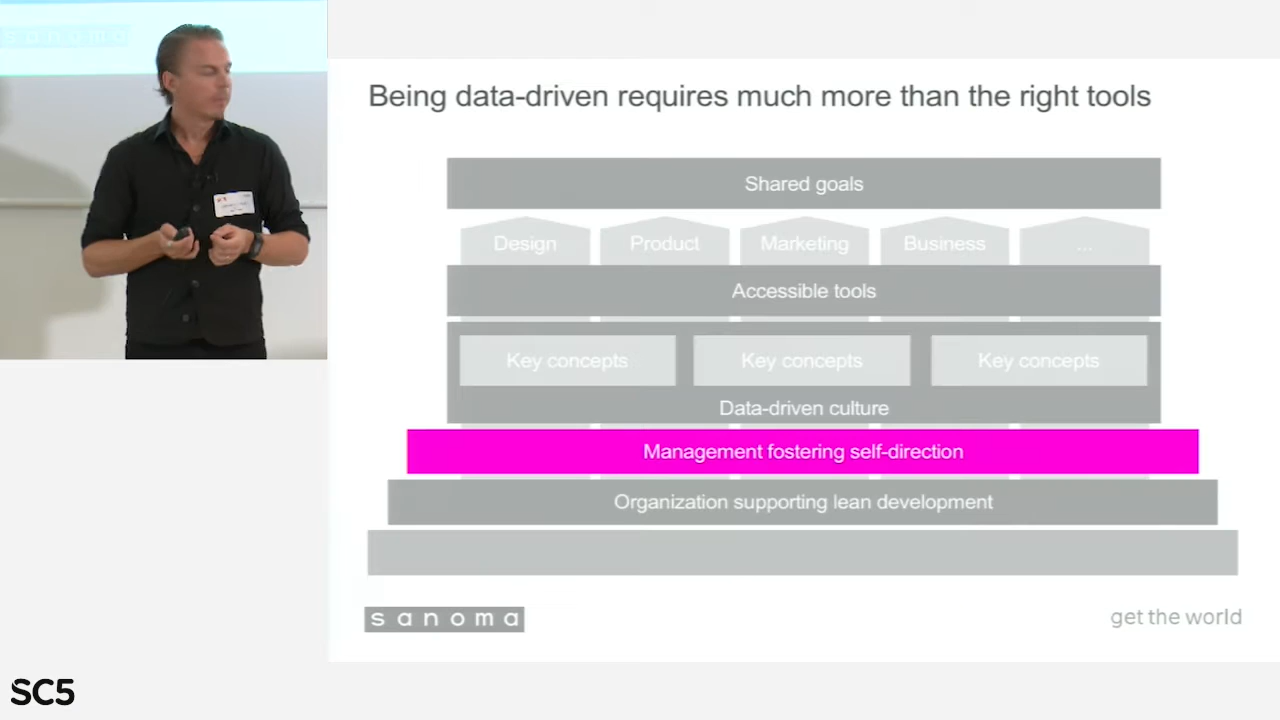 sanoma
Being data-driven requires much more than the right tools
Shared goals
Design
Product
Marketing
Business
...
Accessible tools
Key concepts
Key concepts
Key concepts
Data-driven culture
Management fostering self-direction
Organization supporting lean development
sanoma
get the world
SC5